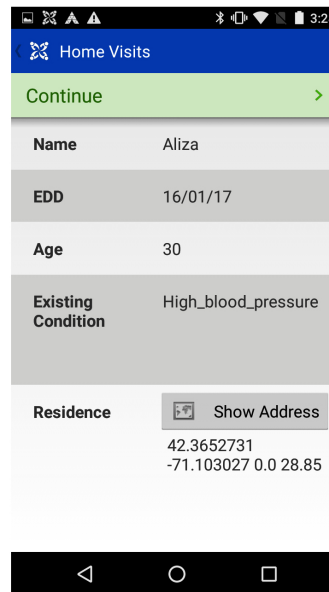 3:2
Home Visits
Continue
Name Aliza
EDD 16/01/17
Age 30
Existing Condition High_blood_pressure
Residence Show Address
42.3652731
-71.103027 0.0 28.85